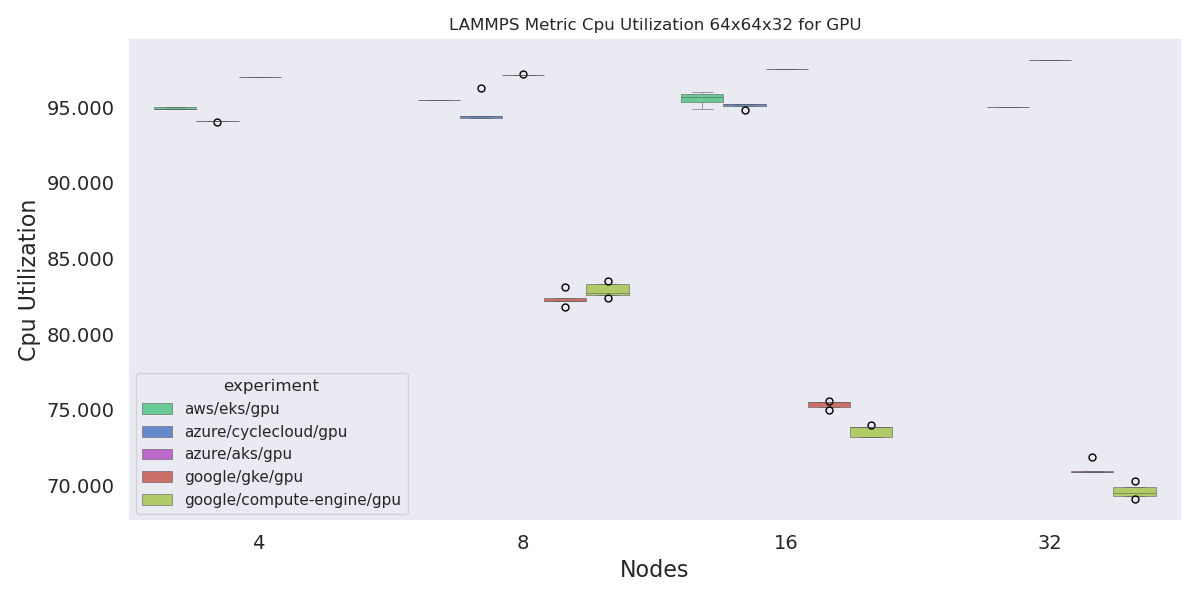 LAMMPS Metric Cpu Utilization 64x64x32 for GPU
Cpu Utilization
95.000
90.000
85.000
80.000
75.000
70.000
experiment
aws/eks/gpu
azure/cyclecloud/gpu
azure/aks/gpu
google/gke/gpu
google/compute-engine/gpu
4 8 16 32
Nodes